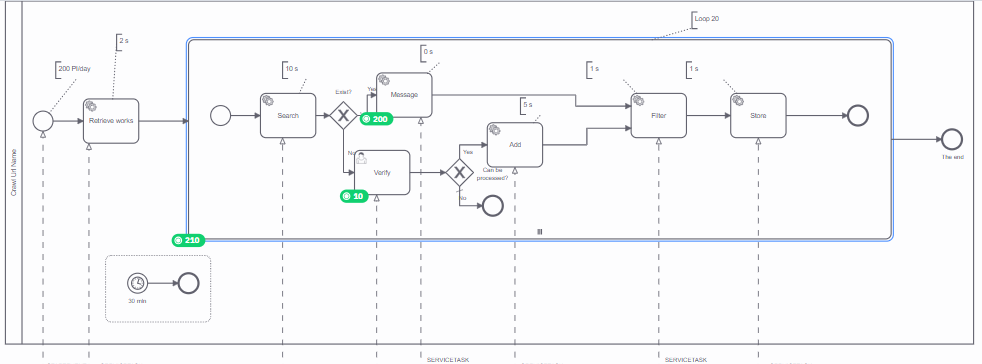 Loop 20
2 s
0 s
200 PI/day
10 s
1 s
1 s
Exist?
Yes
Message
5 s
Retrieve works
Search
200
Filter
Store
Add
No
Yes
Verify
Can be
processed?
The end
Crawl Url Name
10
No
210
30 min
SERVICETASK
SERVICETASK